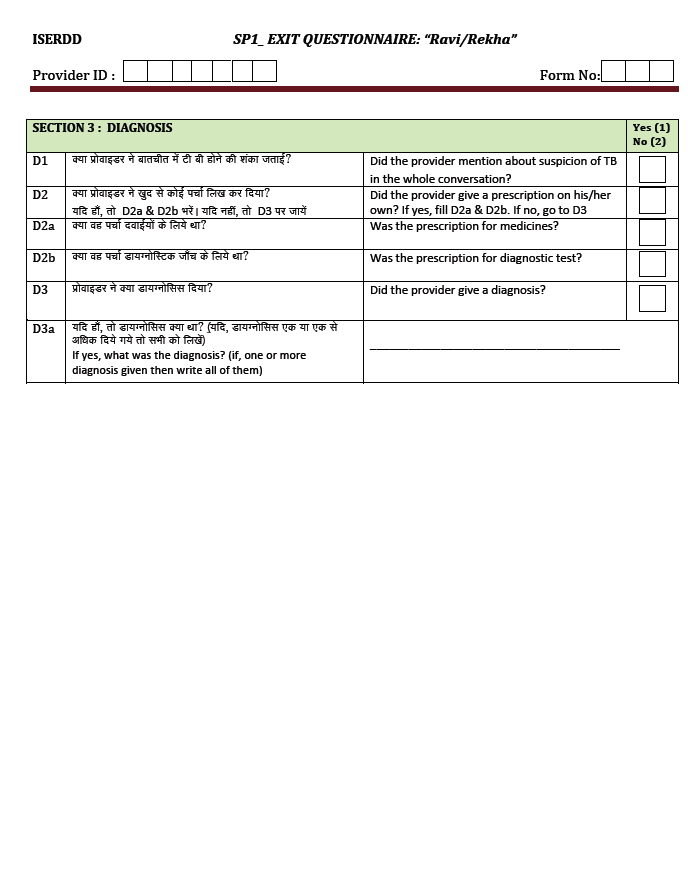 ISERDD SP1_ EXIT QUESTIONNAIRE: “Ravi/Rekha”
Provider ID : Form No:
SECTION 3 : DIAGNOSIS Yes (1)
No (2)
D1 क्या प्रोवाइडर ने बातचीत में टी बी होने की शंका जताई? Did the provider mention about suspicion of TB
in the whole conversation?
D2 क्या प्रोवाइडर ने खुद से कोई पर्चा लिख कर दिया? Did the provider give a prescription on his/her
यदि हाँ, तो D2a & D2b भरें। यदि नहीं, तो D3 पर जायें own? If yes, fill D2a & D2b. If no, go to D3
D2a क्या वह पर्चा दवाईयों के लिये था? Was the prescription for medicines?
D2b क्या वह पर्चा डायग्नोस्टिक जाँच के लिये था? Was the prescription for diagnostic test?
D3 प्रोवाइडर ने क्या डायग्नोसिस दिया? Did the provider give a diagnosis?
D3a यदि हाँ, तो डायग्नोसिस क्या था? (यदि, डायग्नोसिस एक या एक से
अधिक दिये गये तो सभी को लिखें)
If yes, what was the diagnosis? (if, one or more
diagnosis given then write all of them)